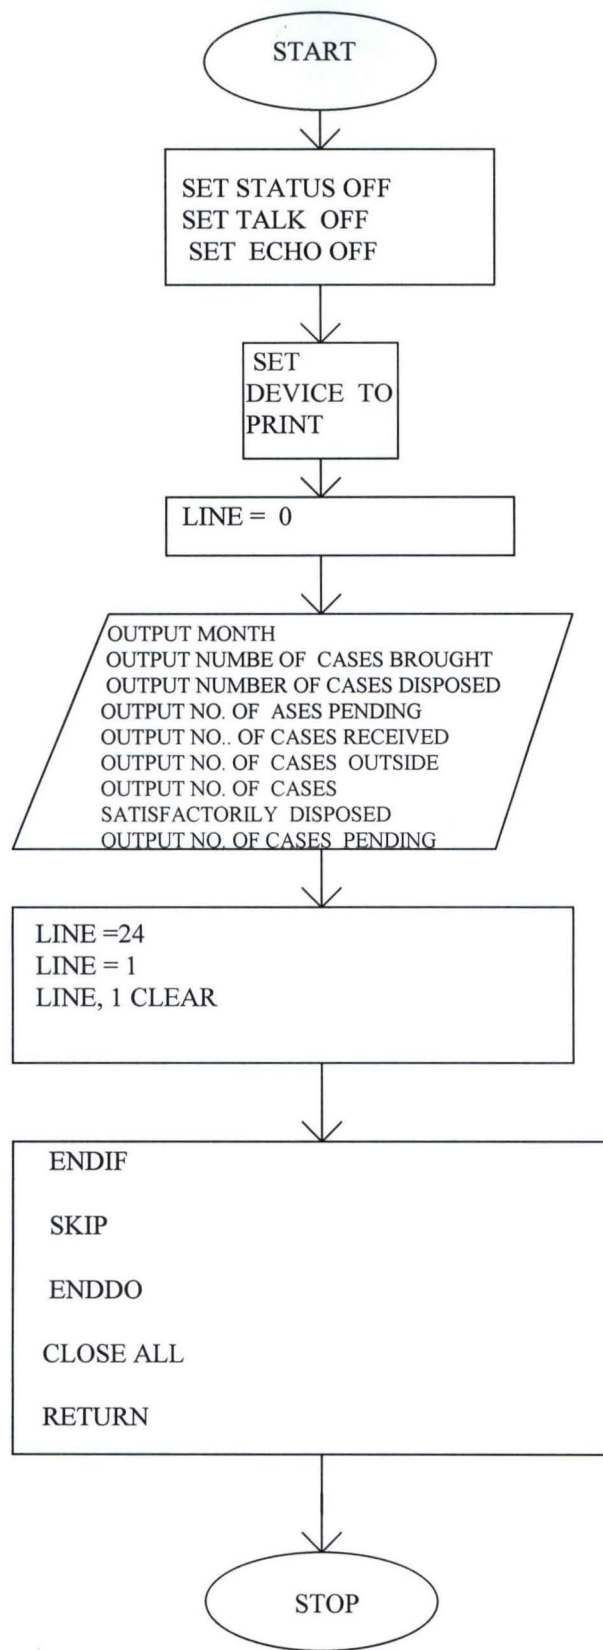 START
SET STATUS OFF
SET TALK OFF
SET ECHO OFF
SET
DEVICE TO
PRINT
LINE = 0
OUTPUT MONTH
OUTPUT NUMBE OF CASES BROUGHT
OUTPUT NUMBER OF CASES DISPOSED
OUTPUT NO. OF ASES PENDING
OUTPUT NO.. OF CASES RECEIVED
OUTPUT NO. OF CASES OUTSIDE
OUTPUT NO. OF CASES
SATISFACTORILY DISPOSED
OUTPUT NO. OF CASES PENDING
LINE =24
LINE = 1
LINE, 1 CLEAR
ENDIF
SKIP
ENDDO
CLOSE ALL
RETURN
STOP